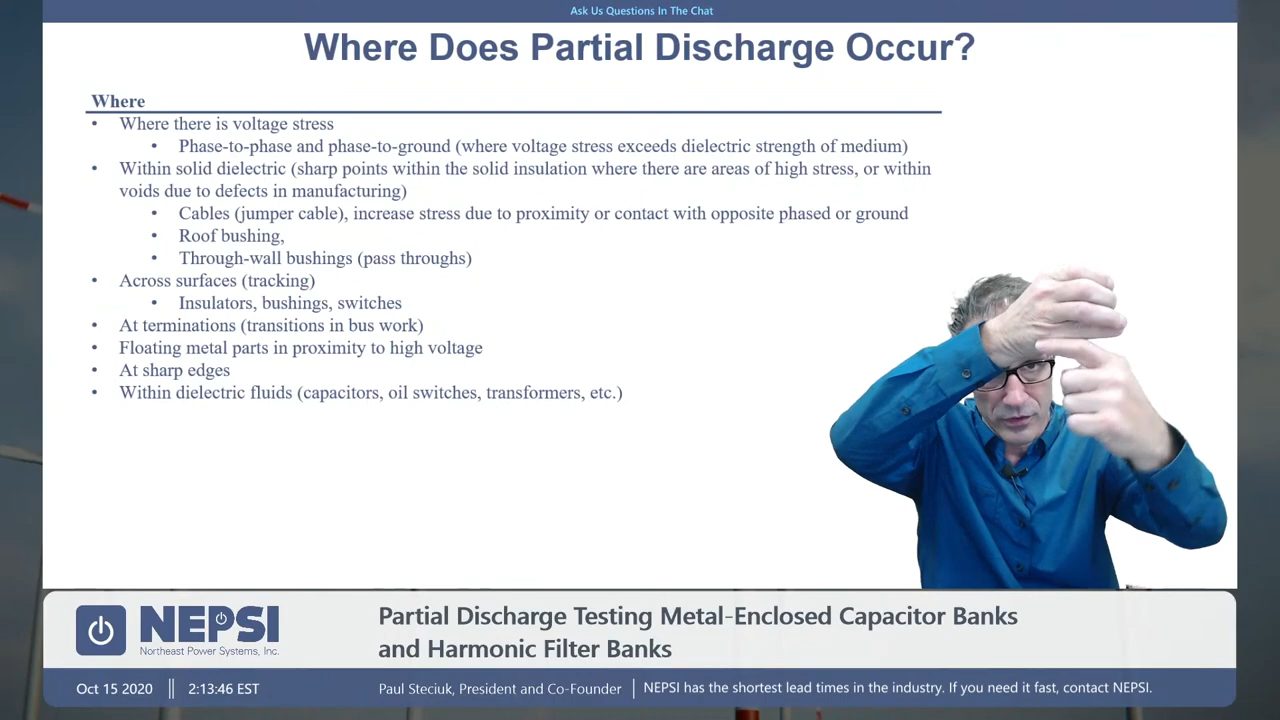 Ask Us Questions In The Chat
Where Does Partial Discharge Occur?
Where
• Where there is voltage stress
• Phase-to-phase and phase-to-ground (where voltage stress exceeds dielectric strength of medium)
• Within solid dielectric (sharp points within the solid insulation where there are areas of high stress, or within
voids due to defects in manufacturing)
• Cables (jumper cable), increase stress due to proximity or contact with opposite phased or ground
• Roof bushing,
• Through-wall bushings (pass throughs)
• Across surfaces (tracking)
• Insulators, bushings, switches
• At terminations (transitions in bus work)
• Floating metal parts in proximity to high voltage
• At sharp edges
• Within dielectric fluids (capacitors, oil switches, transformers, etc.)
NEPSI
Northeast Power Systems, Inc.
Partial Discharge Testing Metal-Enclosed Capacitor Banks
and Harmonic Filter Banks
Oct 15 2020 || 2:13:46 EST
Paul Steciuk, President and Co-Founder | NEPSI has the shortest lead times in the industry. If you need it fast, contact NEPSI.